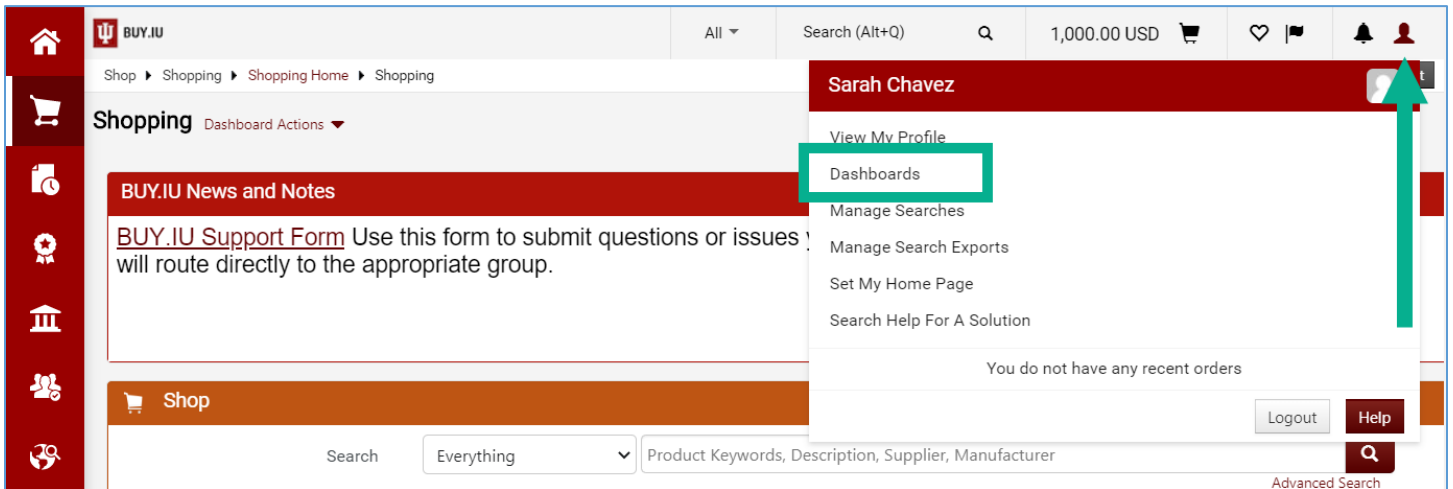 BUY.IU
All
Search (Alt+Q)
1,000.00 USD
Shop Shopping Shopping Home Shopping
Shopping Dashboard Actions
Sarah Chavez
View My Profile
Dashboards
Manage Searches
Manage Search Exports
Set My Home Page
Search Help For A Solution
You do not have any recent orders
Logout Help
BUY.IU News and Notes
BUY.IU Support Form Use this form to submit questions or issues
will route directly to the appropriate group.
Shop
Search Everything Product Keywords, Description, Supplier, Manufacturer
Advanced Search